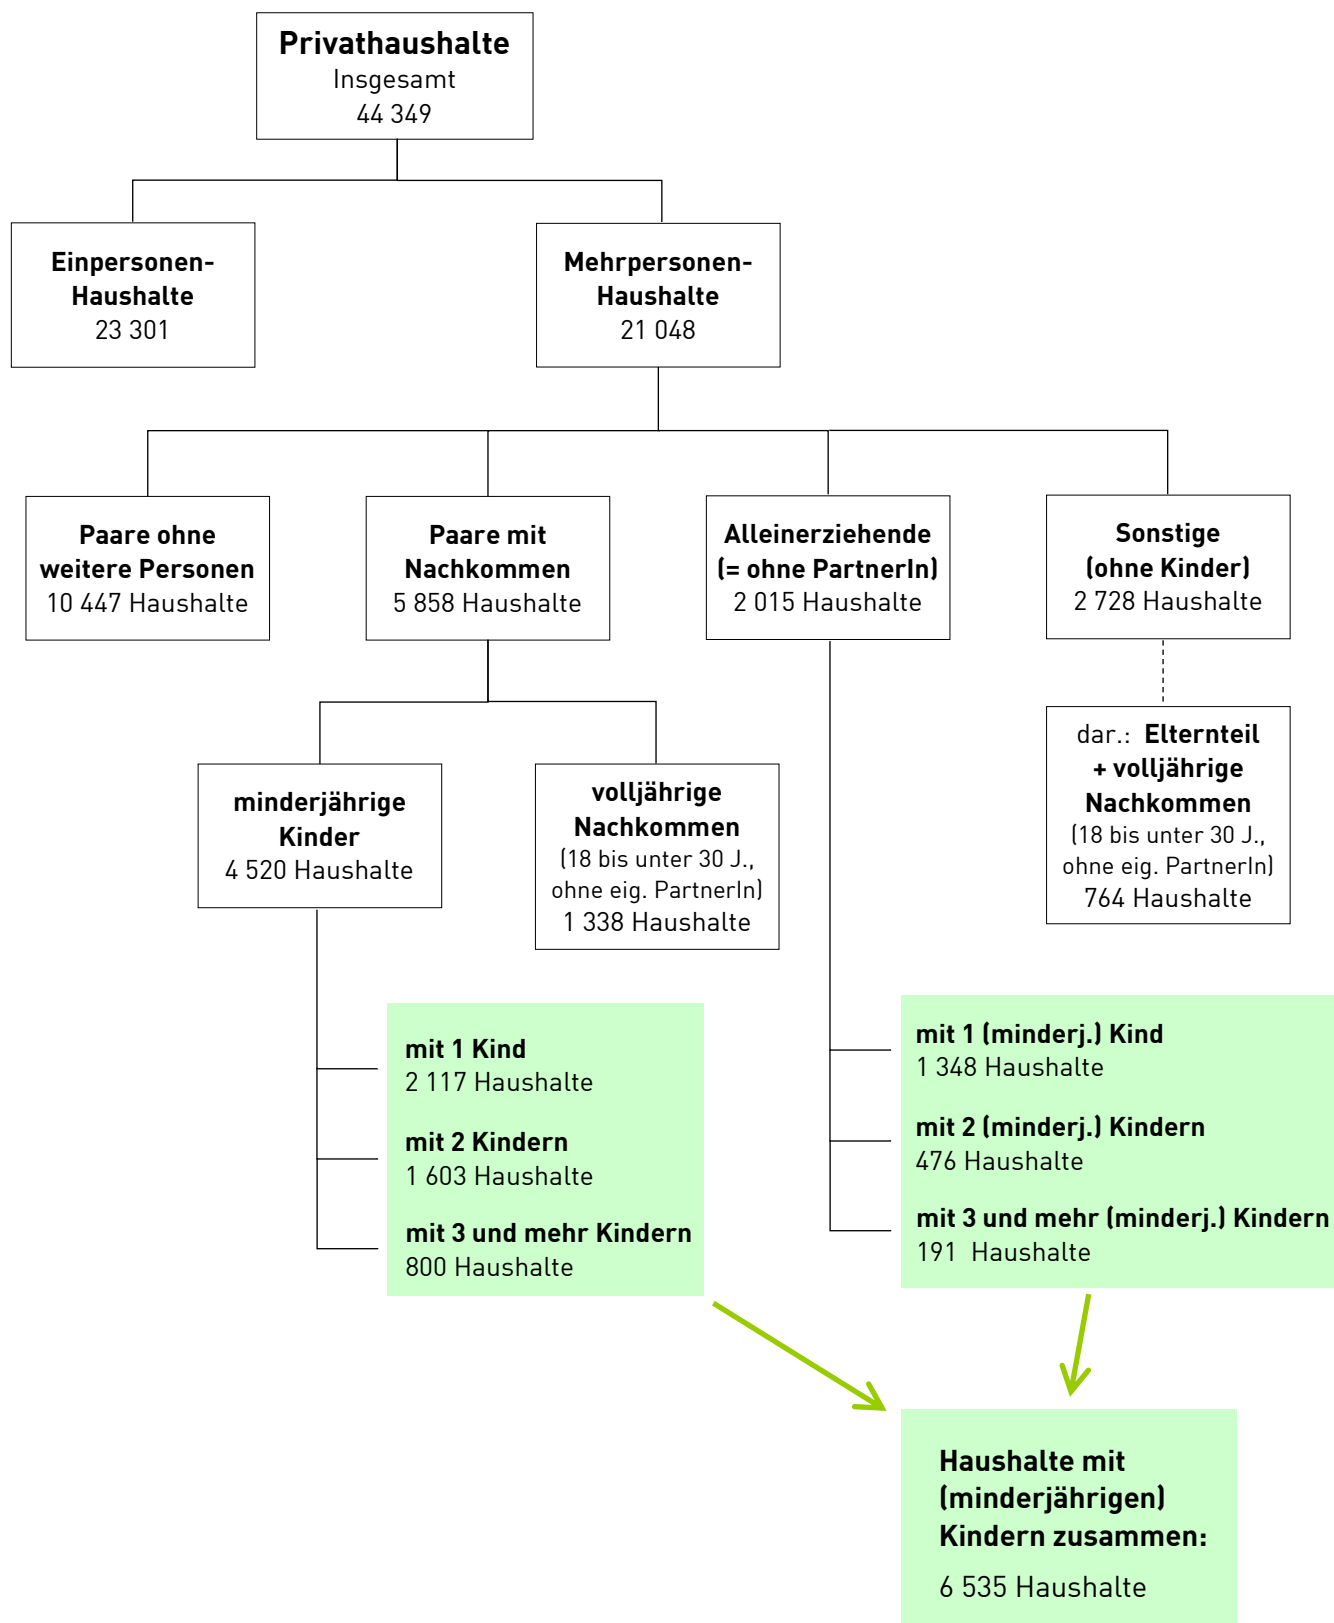 Privathaushalte
Insgesamt
44 349
Einpersonen-
Haushalte
23 301
Mehrpersonen-
Haushalte
21 048
Paare ohne
weitere Personen
10 447 Haushalte
Paare mit
Nachkommen
5 858 Haushalte
Alleinerziehende
(= ohne PartnerIn)
2 015 Haushalte
Sonstige
(ohne Kinder)
2 728 Haushalte
minderjährige
Kinder
4 520 Haushalte
volljährige
Nachkommen
(18 bis unter 30 J.,
ohne eig. PartnerIn)
1 338 Haushalte
dar.: Elternteil
+ volljährige
Nachkommen
(18 bis unter 30 J.,
ohne eig. PartnerIn)
764 Haushalte
mit 1 Kind
2 117 Haushalte
mit 2 Kindern
1 603 Haushalte
mit 3 und mehr Kindern
800 Haushalte
mit 1 (minderj.) Kind
1 348 Haushalte
mit 2 (minderj.) Kindern
476 Haushalte
mit 3 und mehr (minderj.) Kindern
191 Haushalte
Haushalte mit
(minderjährigen)
Kindern zusammen:
6 535 Haushalte